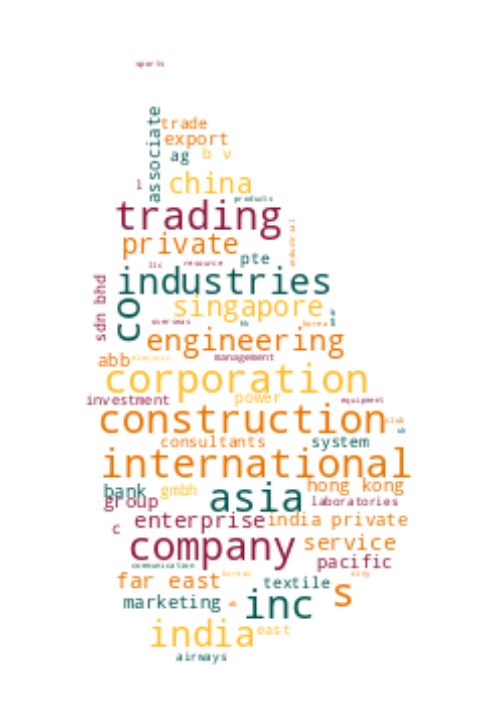 sports
associate
trade
export
ag b v
l china
products
trading
private
industrial
llc resource pte
industries
sdn bhd
co
singapore
overseas
engineering
abb electric management
corporation
investment power equipment
construction
consultants system
international
bank gmbh asia hong kong
group laboratories
c enterprise india private
company service
pacific
communication
far east bureau city
textile
marketing inc s
india east
airways